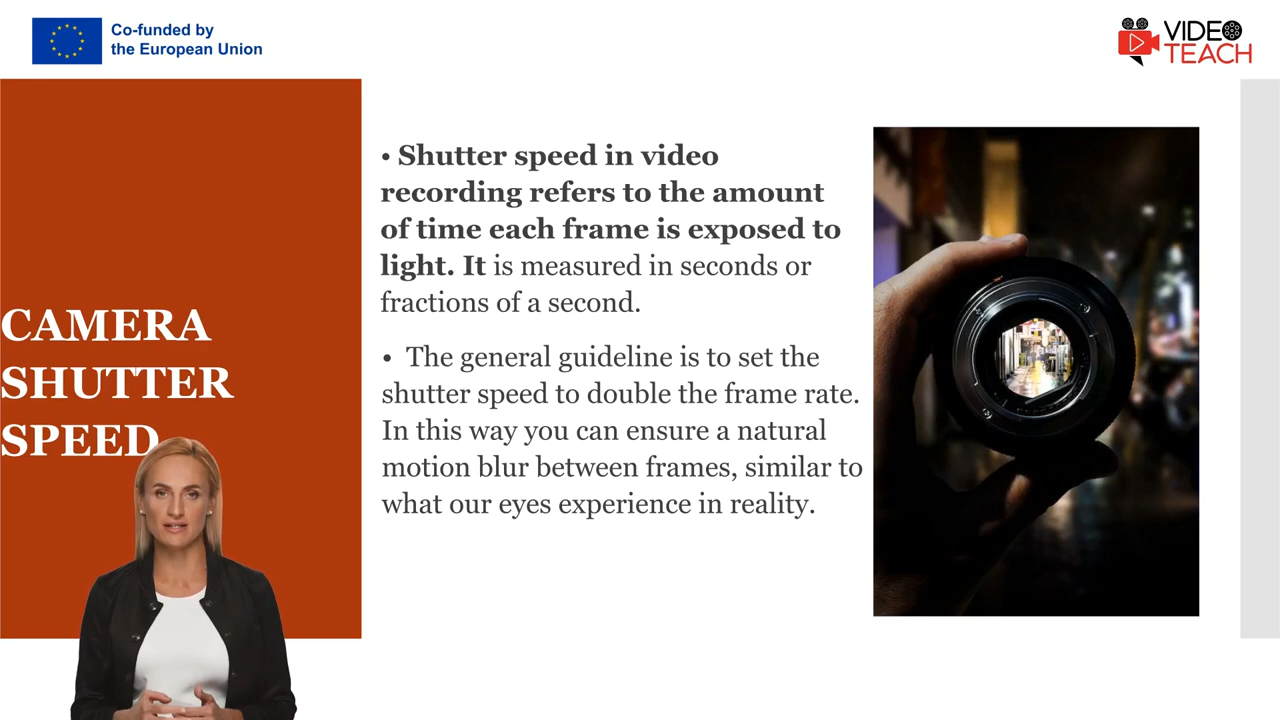 Co-funded by
the European Union
VIDEO
TEACH
CAMERA
SHUTTER
SPEED
• Shutter speed in video
recording refers to the amount
of time each frame is exposed to
light. It is measured in seconds or
fractions of a second.
• The general guideline is to set the
shutter speed to double the frame rate.
In this way you can ensure a natural
motion blur between frames, similar to
what our eyes experience in reality.